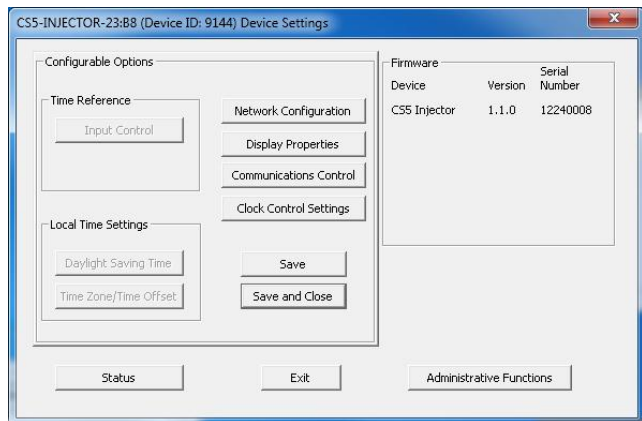 CS5-INJECTOR-23:B8 (Device ID: 9144) Device Settings
Configurable Options
Time Reference
Input Control
Network Configuration
Display Properties
Communications Control
Clock Control Settings
Local Time Settings
Daylight Saving Time
Time Zone/Time Offset
Save
Save and Close
Firmware
Device Version Serial Number
CS5 Injector 1.1.0 12240008
Status
Exit
Administrative Functions